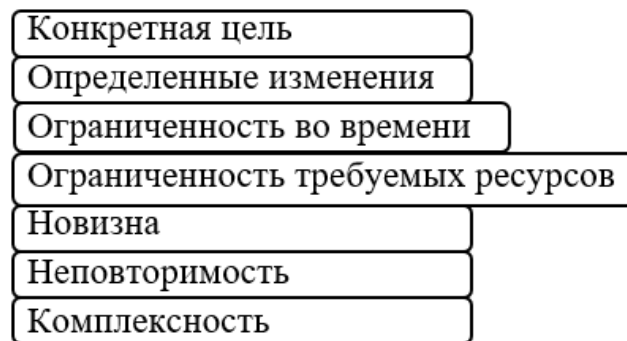 Конкретная цель
Определенные изменения
Ограниченность во времени
Ограниченность требуемых ресурсов
Новизна
Неповторимость
Комплексность